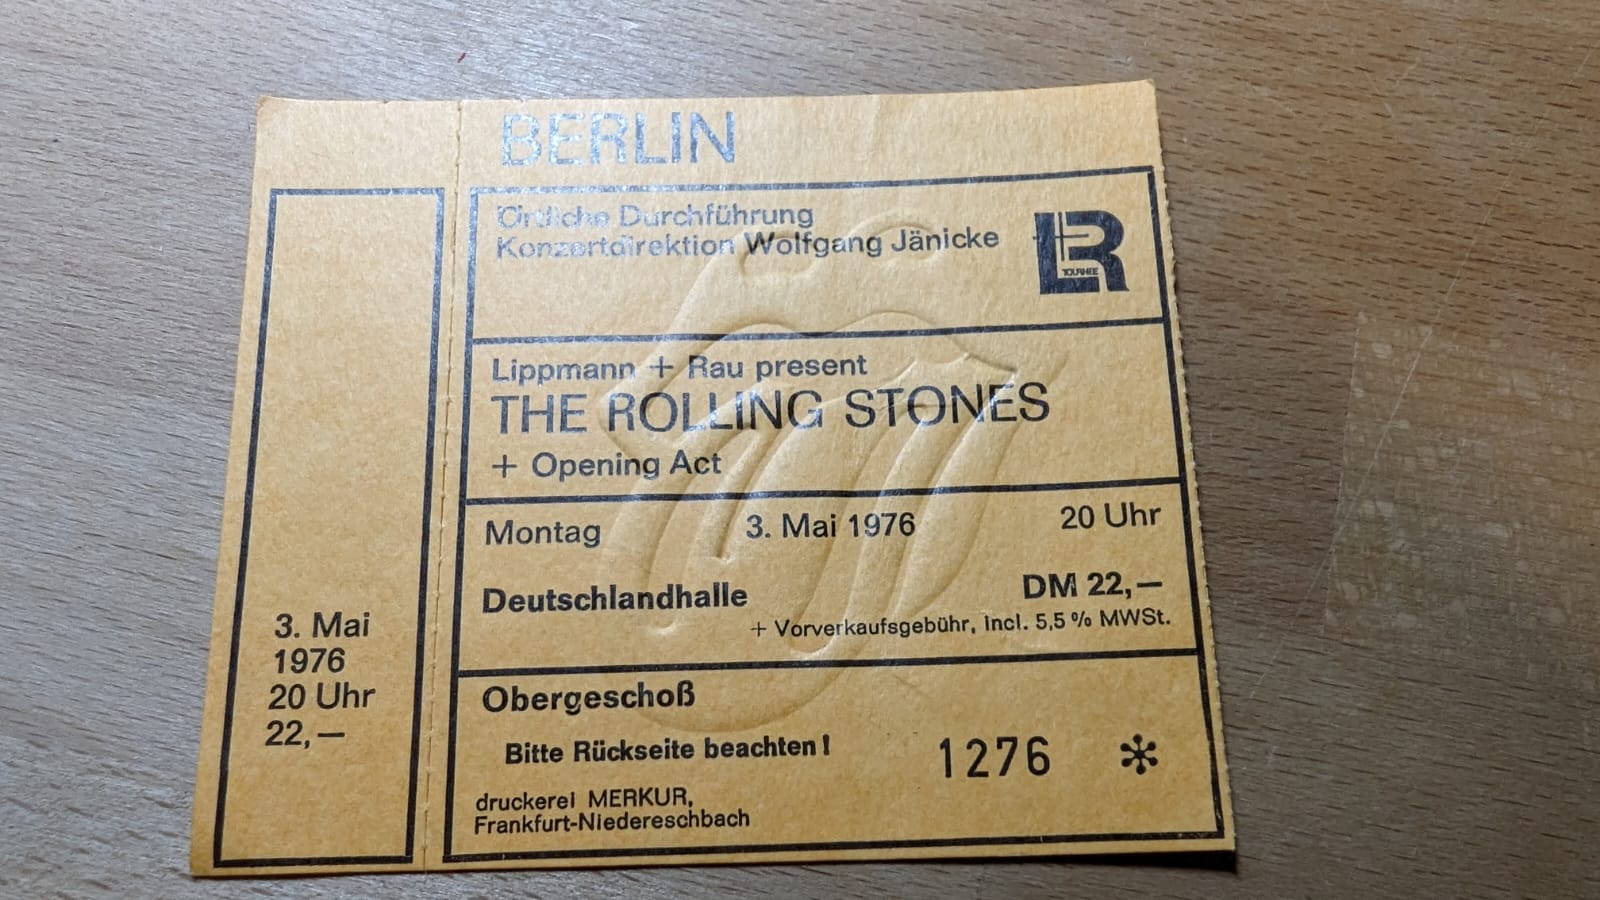 BERLIN
Örtliche Durchführung
Konzertdirektion Wolfgang Jänicke
LR
TOURNEE
Lippmann + Rau present
THE ROLLING STONES
+ Opening Act
Montag 3. Mai 1976 20 Uhr
Deutschlandhalle DM 22,—
+ Vorverkaufsgebühr, incl. 5,5 % MWSt.
Obergeschoß
Bitte Rückseite beachten!
1276 *
druckerei MERKUR,
Frankfurt-Niedereschbach
3. Mai
1976
20 Uhr
22,—